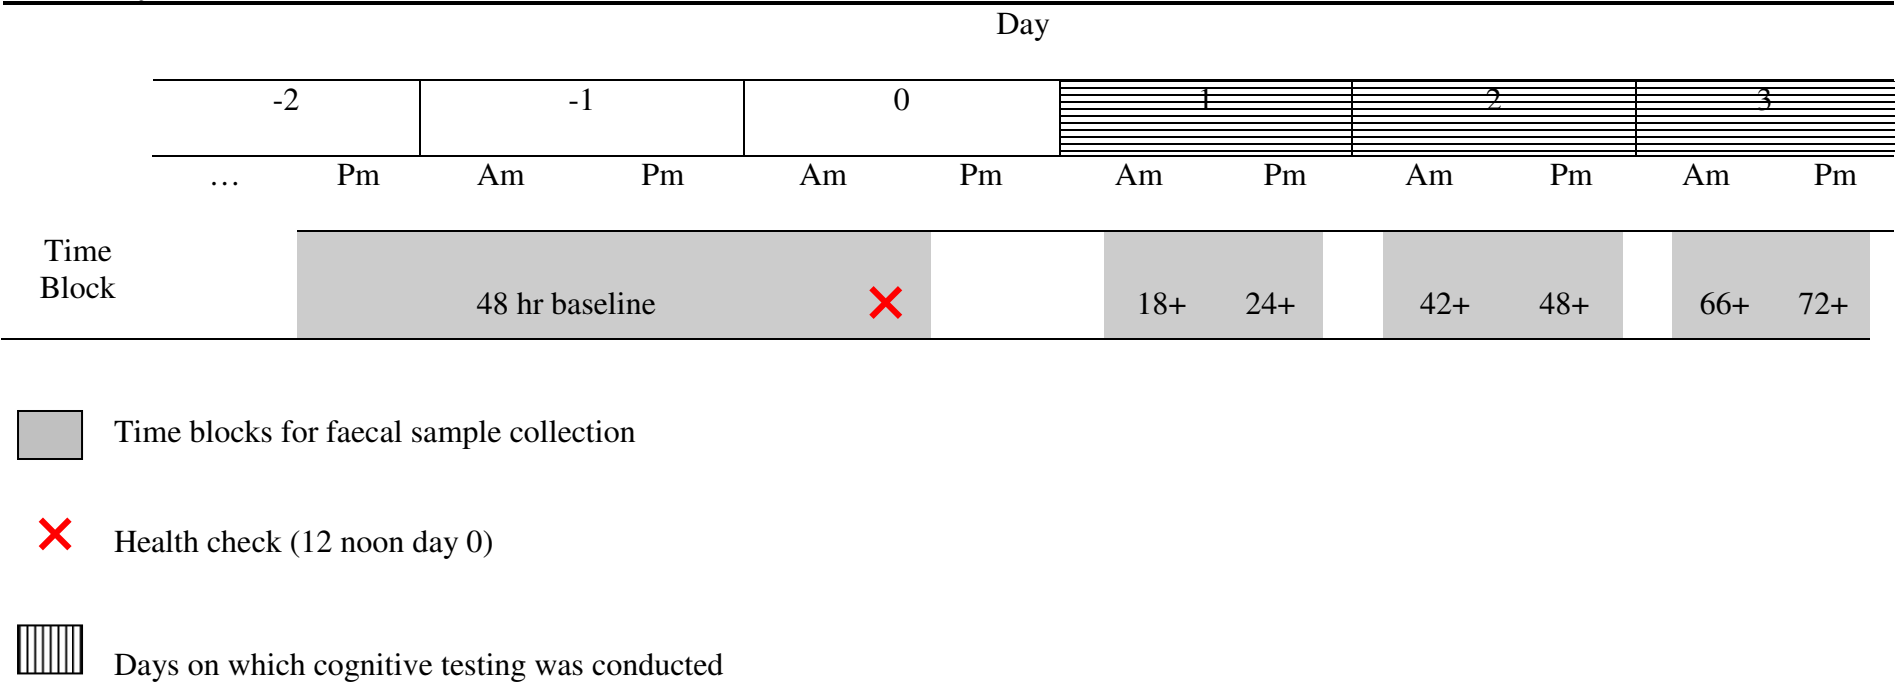 Day
-2 -1 0 1 2 3
… Pm Am Pm Am Pm Am Pm Am Pm Am Pm
Time
Block
48 hr baseline 18+ 24+ 42+ 48+ 66+ 72+
Time blocks for faecal sample collection
Health check (12 noon day 0)
Days on which cognitive testing was conducted